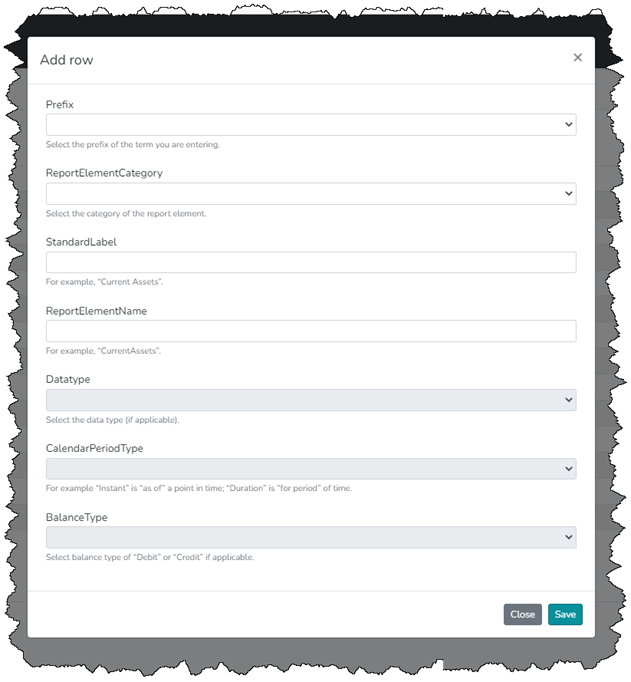 Add row
×
Prefix
Select the prefix of the term you are entering.
ReportElementCategory
Select the category of the report element.
StandardLabel
For example, “Current Assets”.
ReportElementName
For example, “CurrentAssets”.
Datatype
Select the data type (if applicable).
CalendarPeriodType
For example “Instant” is “as of” a point in time; “Duration” is “for period” of time.
BalanceType
Select balance type of “Debit” or “Credit” if applicable.
Close Save